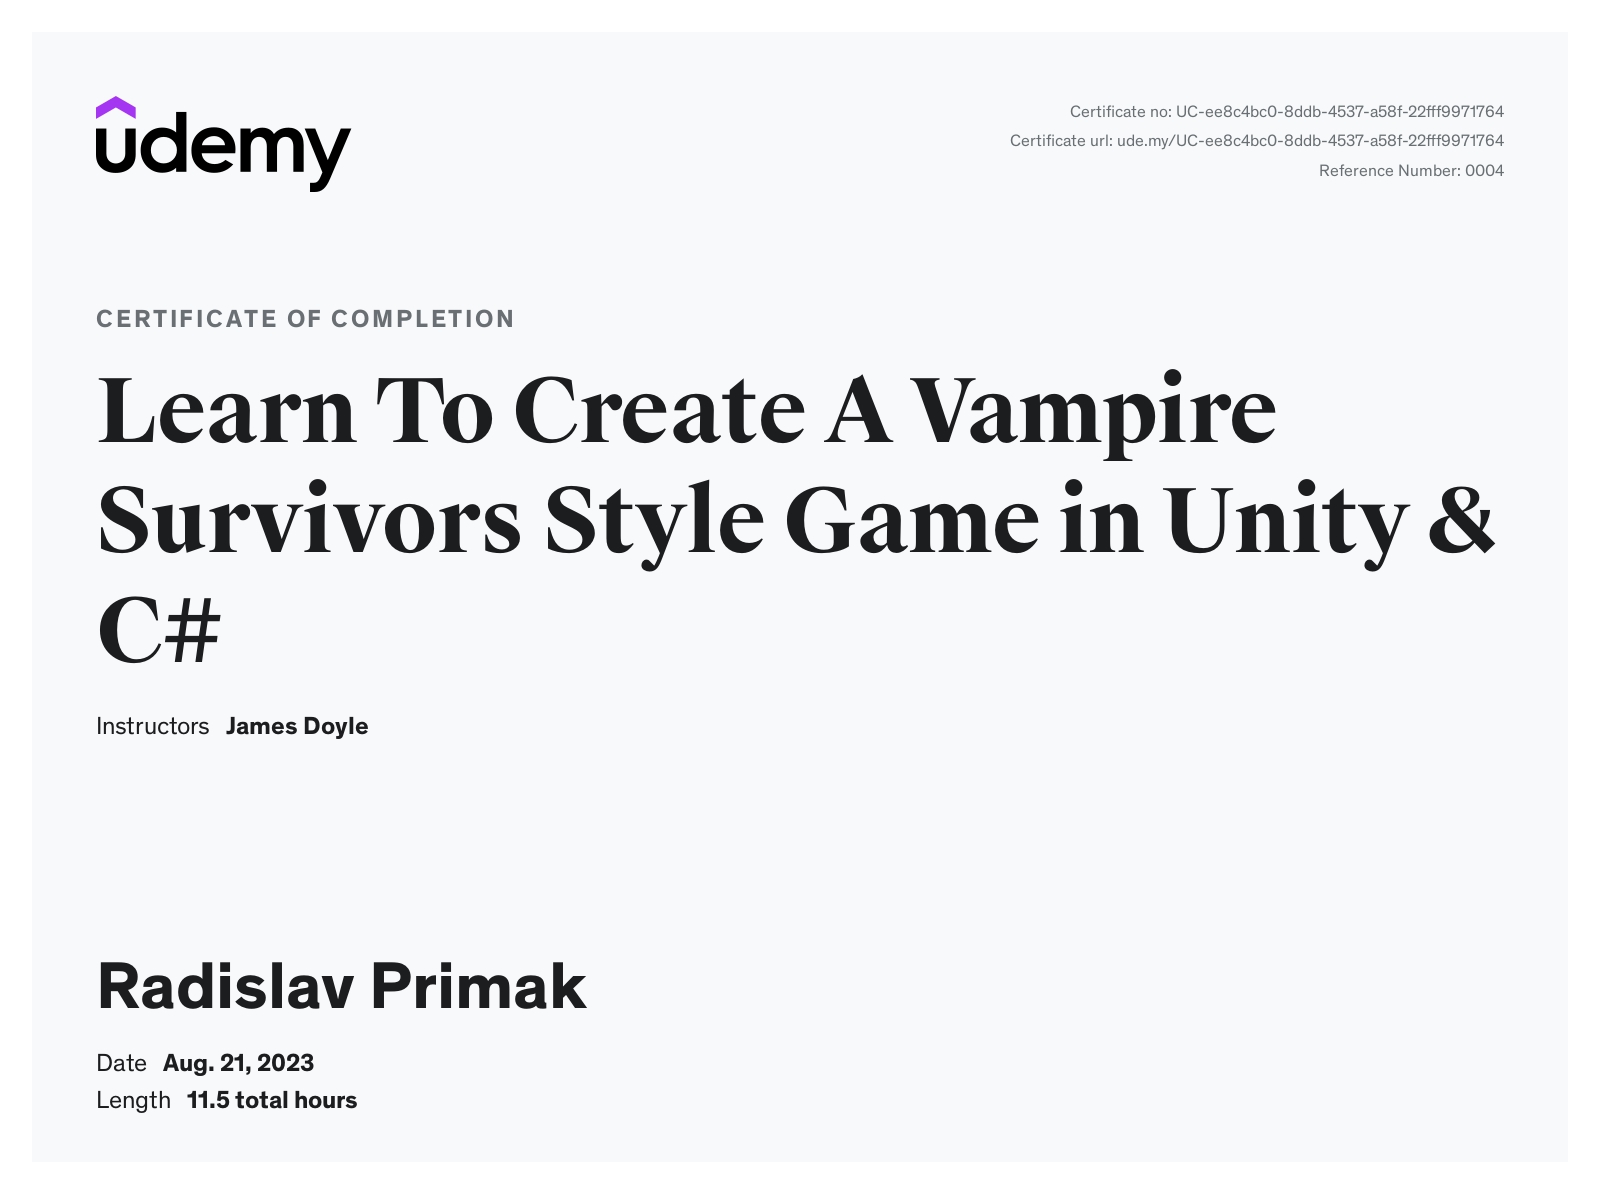 udemy
Certificate no: UC-ee8c4bc0-8ddb-4537-a58f-22fff9971764
Certificate url: ude.my/UC-ee8c4bc0-8ddb-4537-a58f-22fff9971764
Reference Number: 0004
CERTIFICATE OF COMPLETION
Learn To Create A Vampire
Survivors Style Game in Unity &
C#
Instructors James Doyle
Radislav Primak
Date Aug. 21, 2023
Length 11.5 total hours